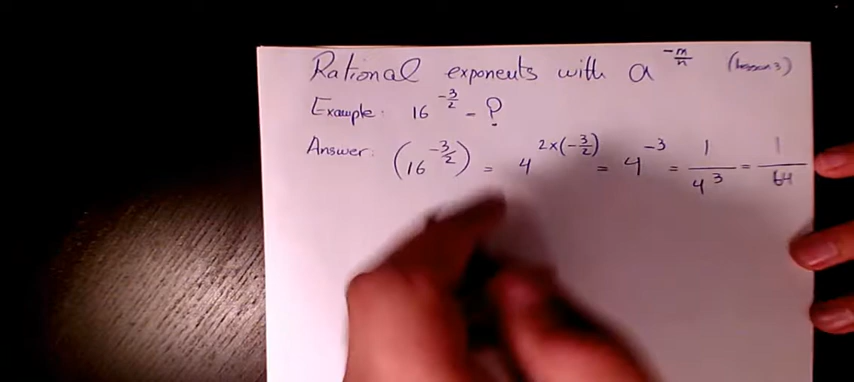 Rational exponents with a^{-m/n} (Lesson 3)
Example: 16^{-3/2} - ?
Answer: (16^{-3/2}) = 4^{2x(-3/2)} = 4^{-3} = 1/4^3 = 1/64